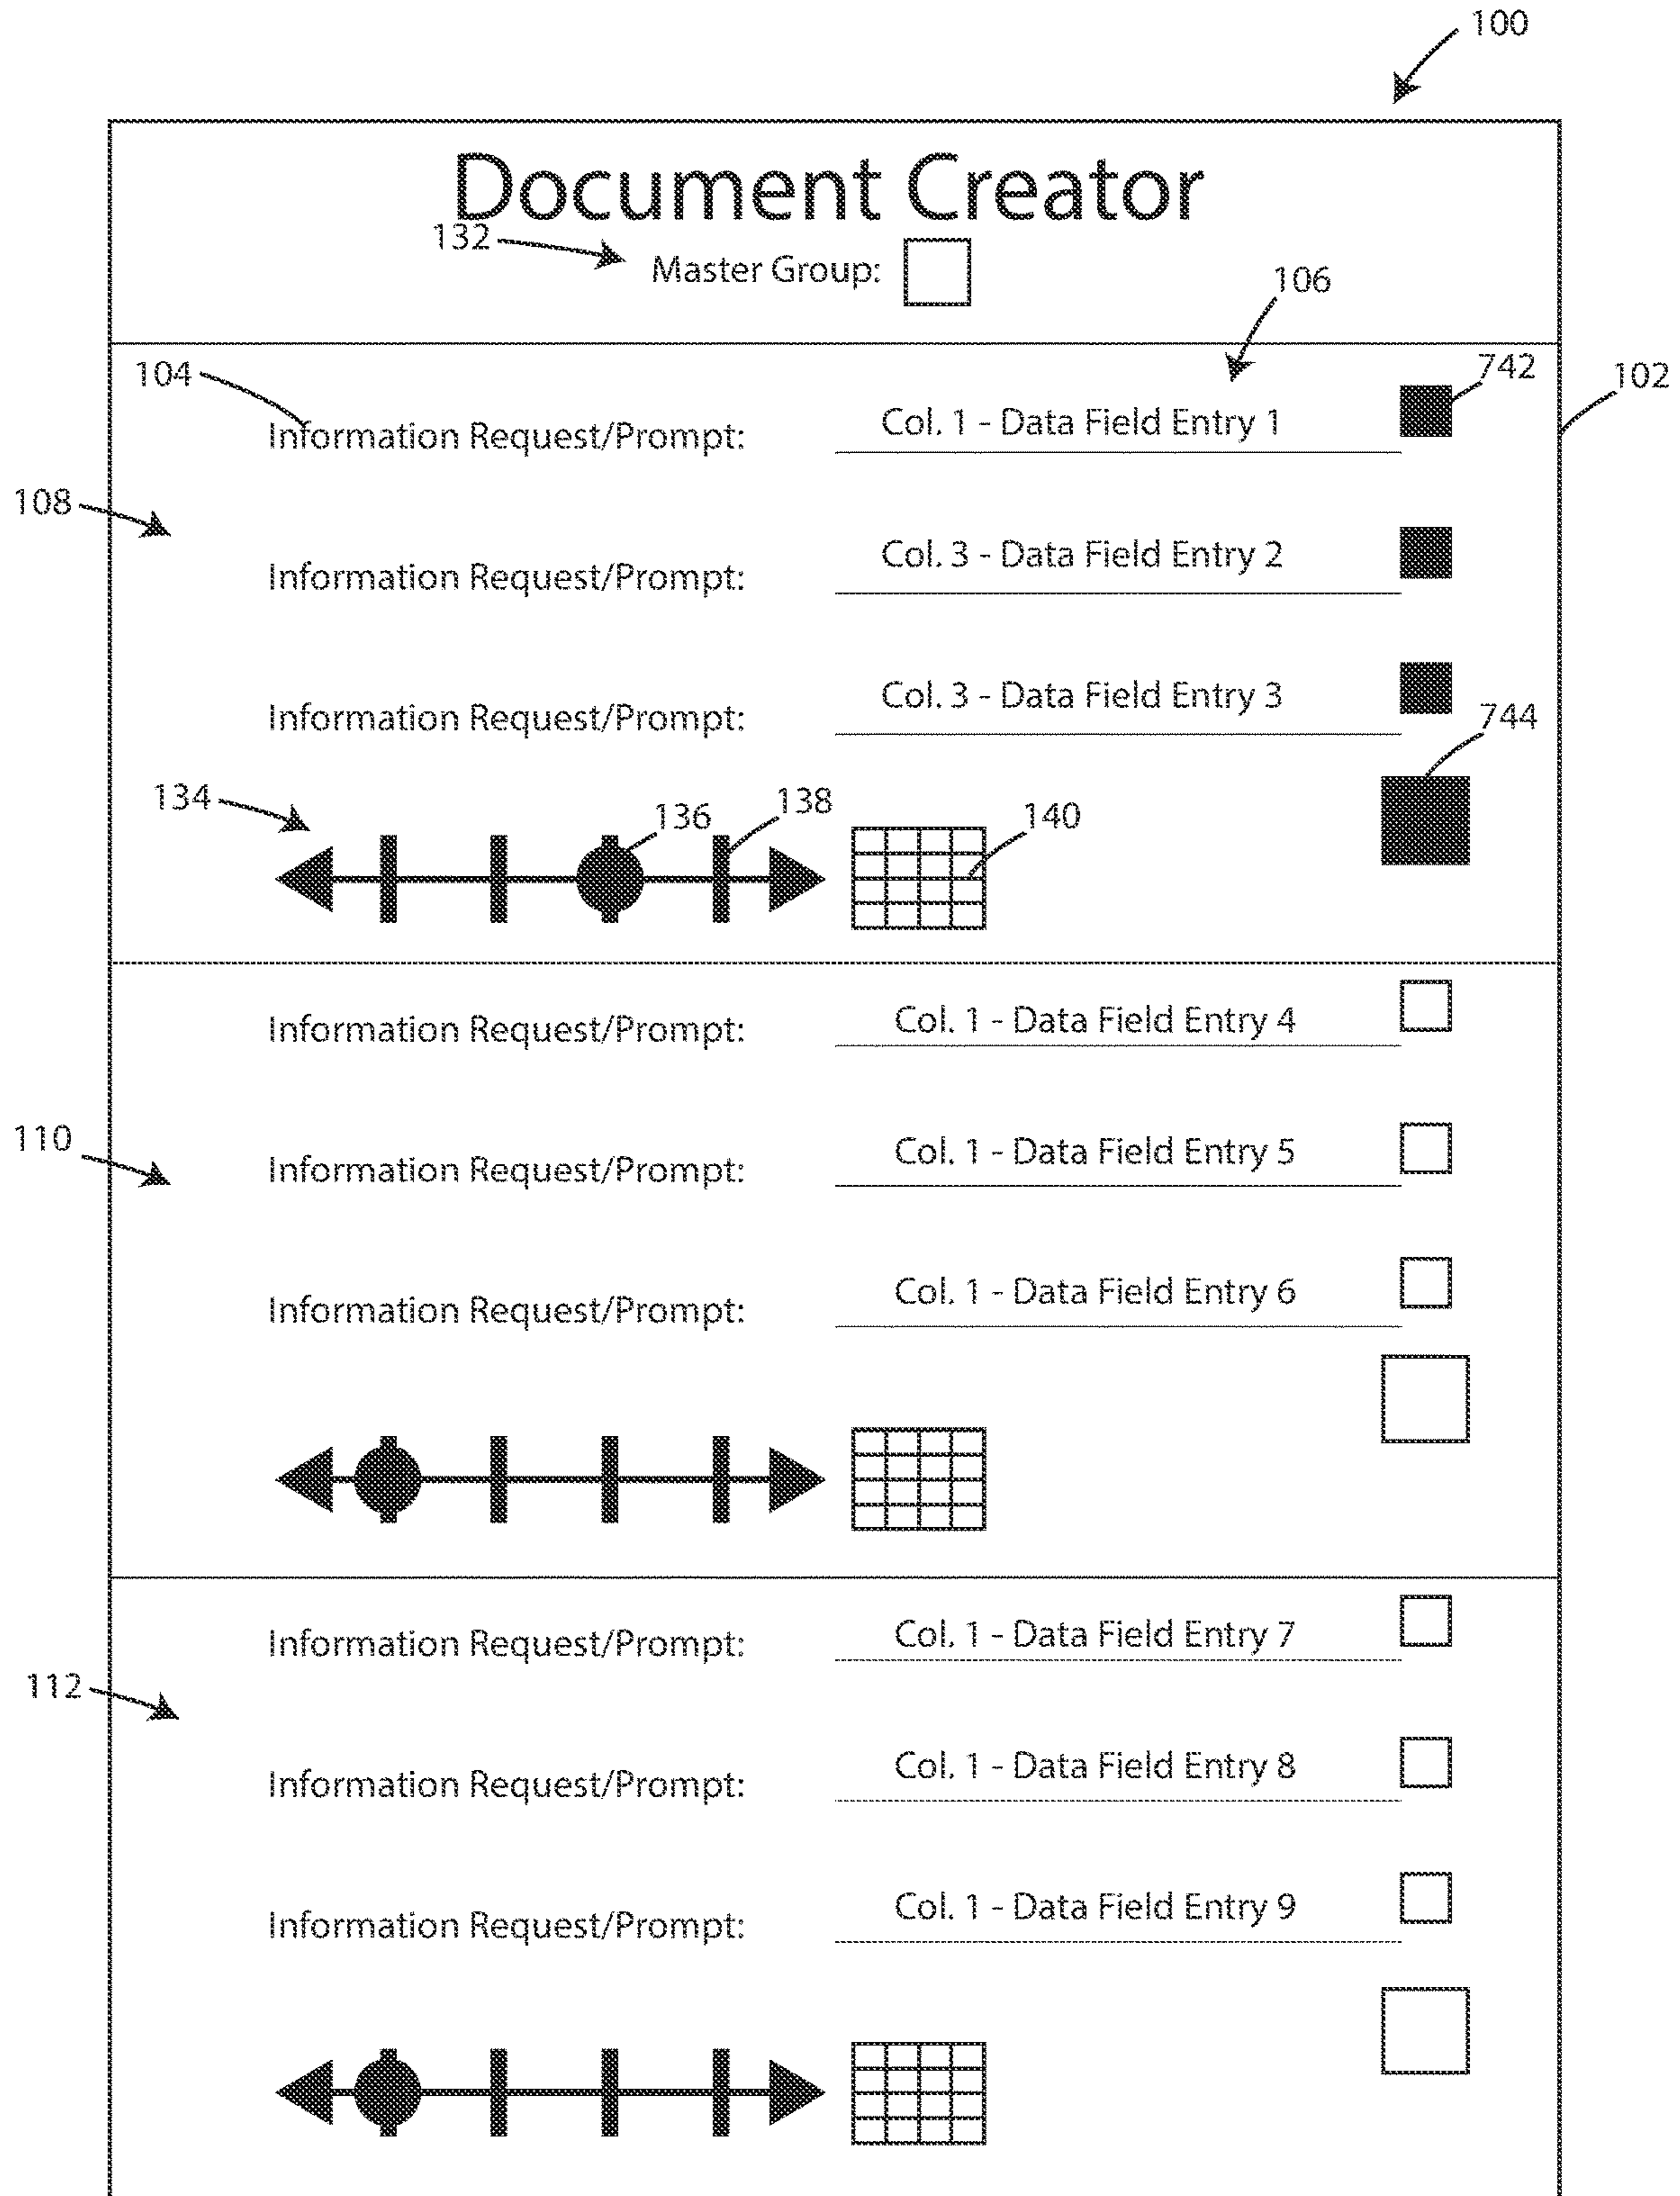 100
Document Creator
132
Master Group:
106
104
742
102
Information Request/Prompt: Col. 1 - Data Field Entry 1
108
Information Request/Prompt: Col. 3 - Data Field Entry 2
Information Request/Prompt: Col. 3 - Data Field Entry 3
744
134
136
138
140
Information Request/Prompt: Col. 1 - Data Field Entry 4
110
Information Request/Prompt: Col. 1 - Data Field Entry 5
Information Request/Prompt: Col. 1 - Data Field Entry 6
Information Request/Prompt: Col. 1 - Data Field Entry 7
112
Information Request/Prompt: Col. 1 - Data Field Entry 8
Information Request/Prompt: Col. 1 - Data Field Entry 9